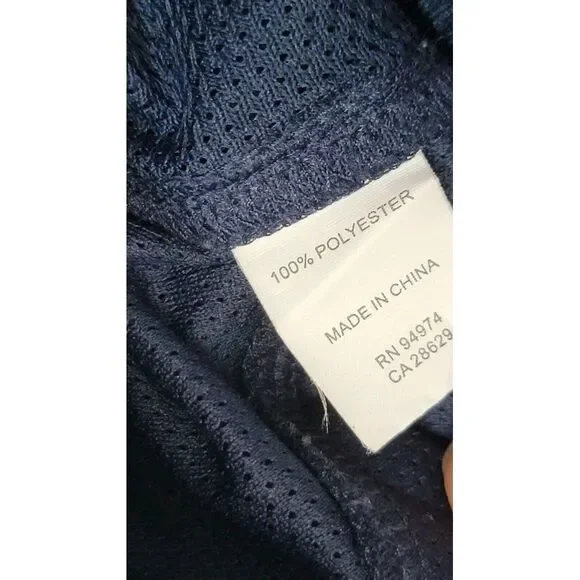 100% POLYESTER
MADE IN CHINA
RN 94974
CA 28629